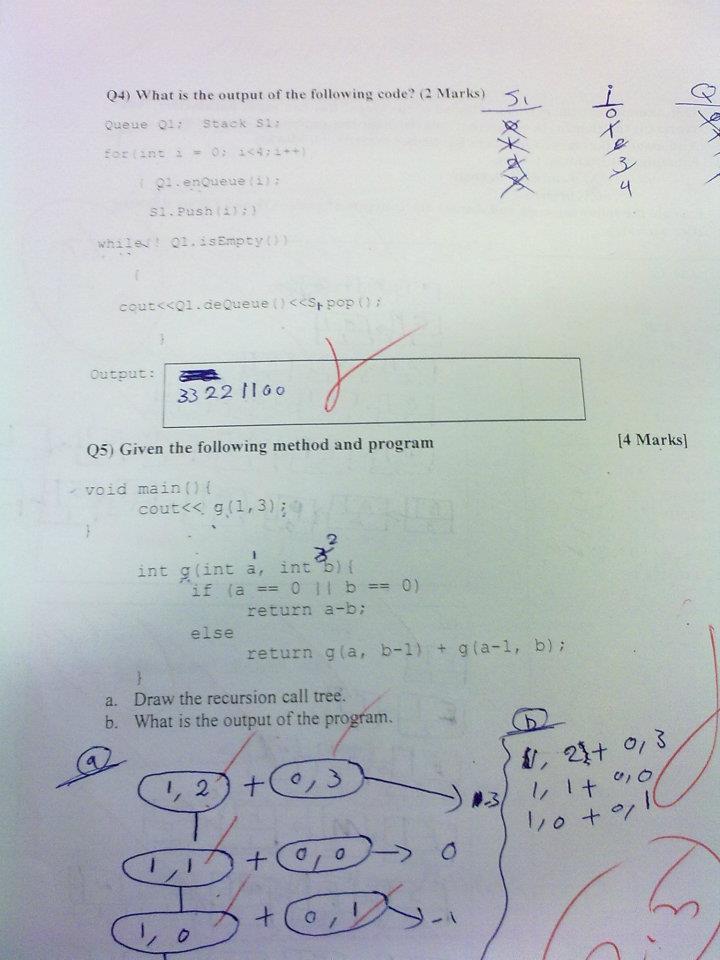 Q4) What is the output of the following code? (2 Marks)
S1
i
Q
Queue Q1; Stack S1;
0
for(int i = 0; i<4;i++)
1
2
{ Q1.enQueue(i);
3
S1.Push(i);}
4
while(! Q1.isEmpty())
{
cout<<Q1.deQueue()<<S1.pop();
}
Output:
33 22 1100
Q5) Given the following method and program
[4 Marks]
void main(){
cout<< g(1,3);
}
1
2
int g(int a, int b){
if (a == 0 || b == 0)
return a-b;
else
return g(a, b-1) + g(a-1, b);
}
a. Draw the recursion call tree.
b. What is the output of the program.
a
1, 2 + 0, 3
-3
1, 1 + 0, 0 → 0
1, 0 + 0, 1 → -1
b
1, 2 + 0, 3
1, 1 + 0, 0
1, 0 + 0, 1